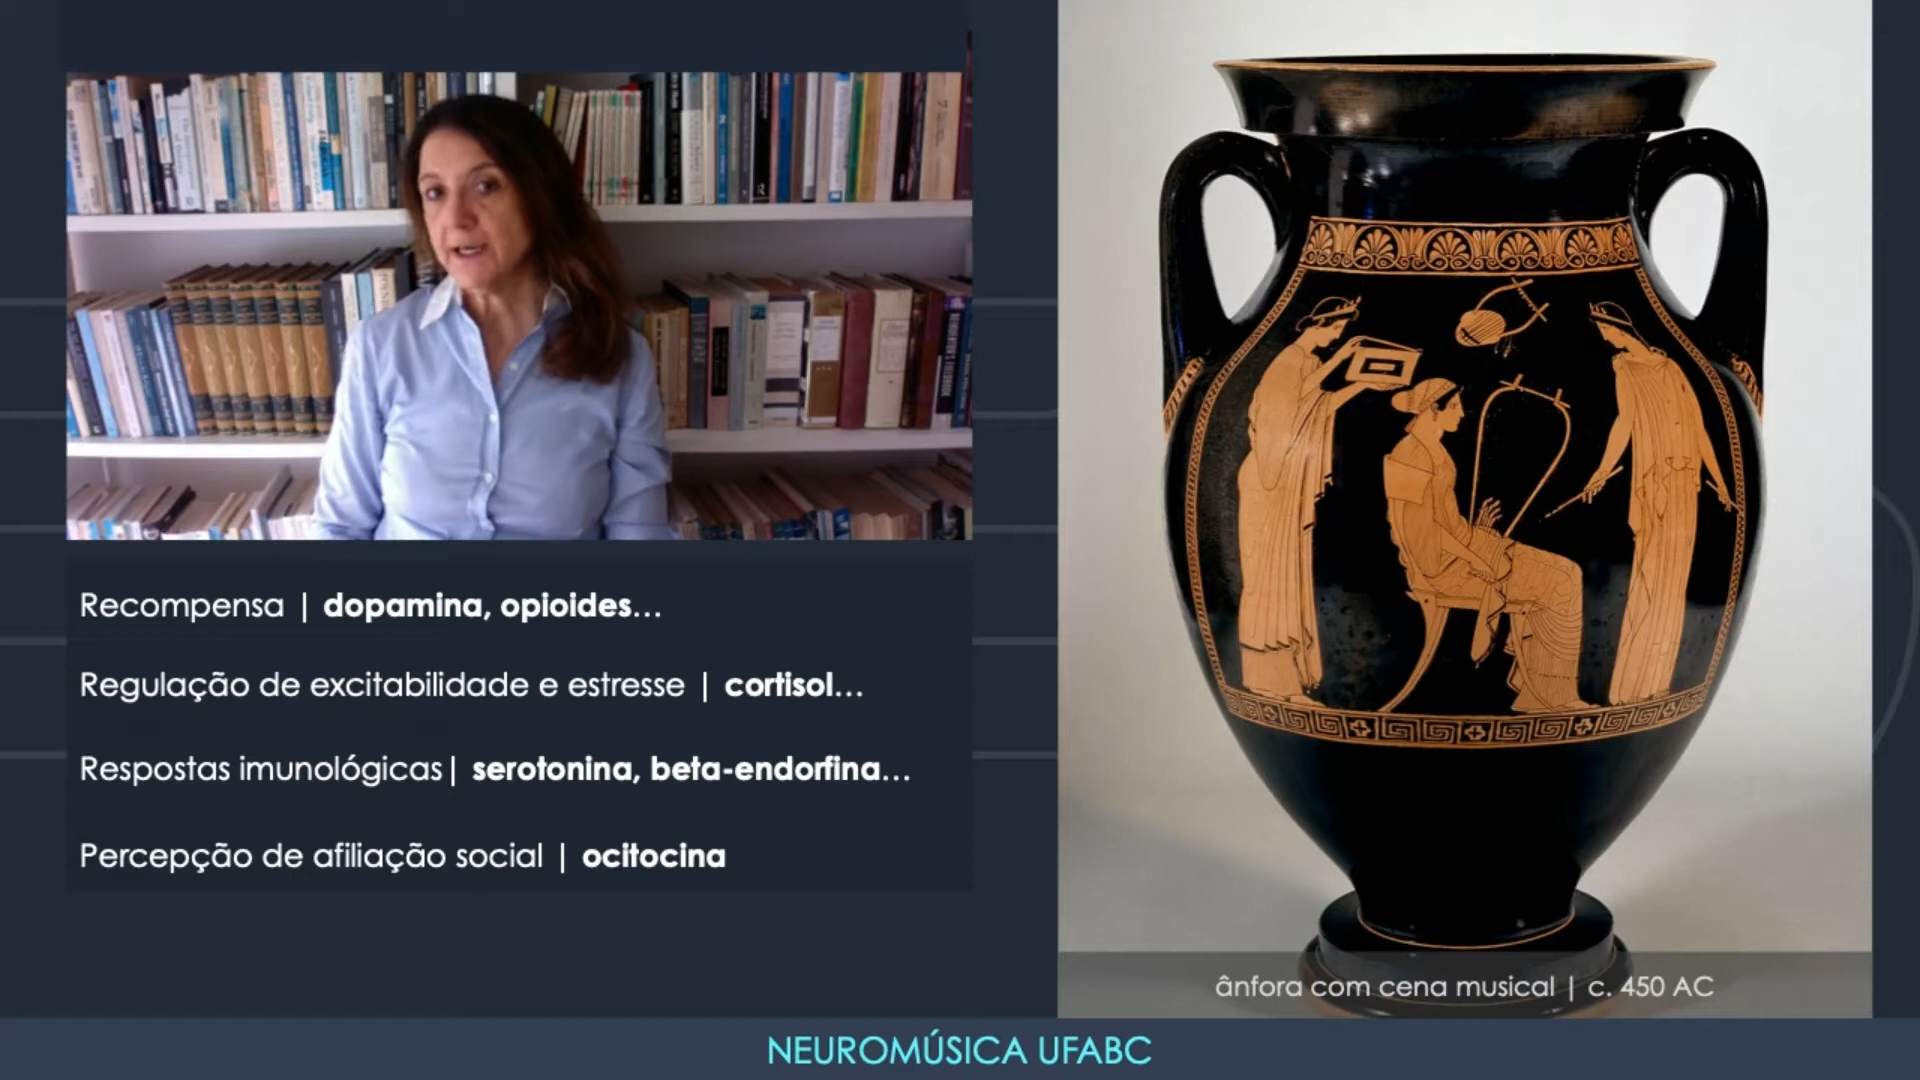 Recompensa | dopamina, opioides...
Regulação de excitabilidade e estresse | cortisol...
Respostas imunológicas| serotonina, beta-endorfina...
Percepção de afiliação social | ocitocina
ânfora com cena musical | c. 450 AC
NEUROMÚSICA UFABC